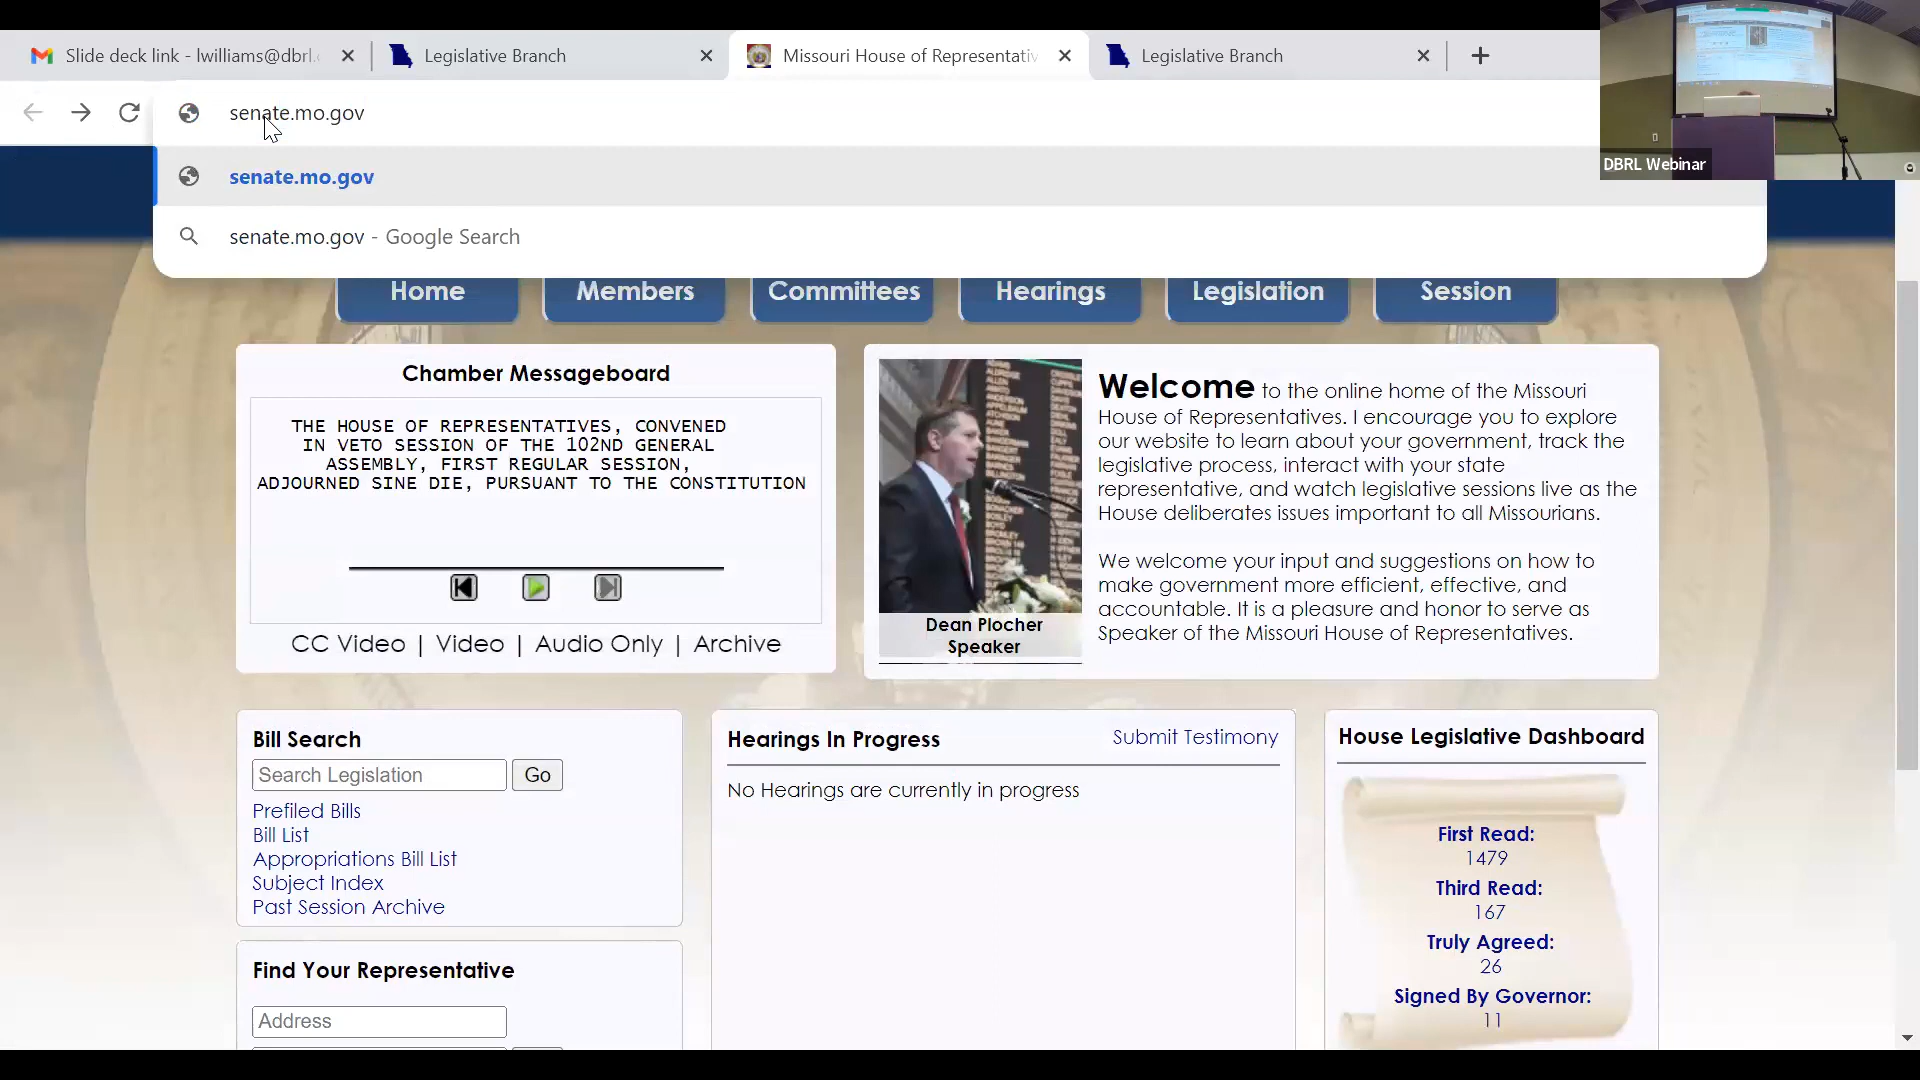 Slide deck link - lwilliams@dbrl.
Legislative Branch
Missouri House of Representativ
Legislative Branch
senate.mo.gov
senate.mo.gov
senate.mo.gov - Google Search
DBRL Webinar
Home
Members
Committees
Hearings
Legislation
Session
Chamber Messageboard
THE HOUSE OF REPRESENTATIVES, CONVENED
IN VETO SESSION OF THE 102ND GENERAL
ASSEMBLY, FIRST REGULAR SESSION,
ADJOURNED SINE DIE, PURSUANT TO THE CONSTITUTION
CC Video | Video | Audio Only | Archive
Dean Plocher
Speaker
Welcome to the online home of the Missouri
House of Representatives. I encourage you to explore
our website to learn about your government, track the
legislative process, interact with your state
representative, and watch legislative sessions live as the
House deliberates issues important to all Missourians.
We welcome your input and suggestions on how to
make government more efficient, effective, and
accountable. It is a pleasure and honor to serve as
Speaker of the Missouri House of Representatives.
Bill Search
Search Legislation
Go
Prefiled Bills
Bill List
Appropriations Bill List
Subject Index
Past Session Archive
Find Your Representative
Address
Hearings In Progress
Submit Testimony
No Hearings are currently in progress
House Legislative Dashboard
First Read:
1479
Third Read:
167
Truly Agreed:
26
Signed By Governor:
11